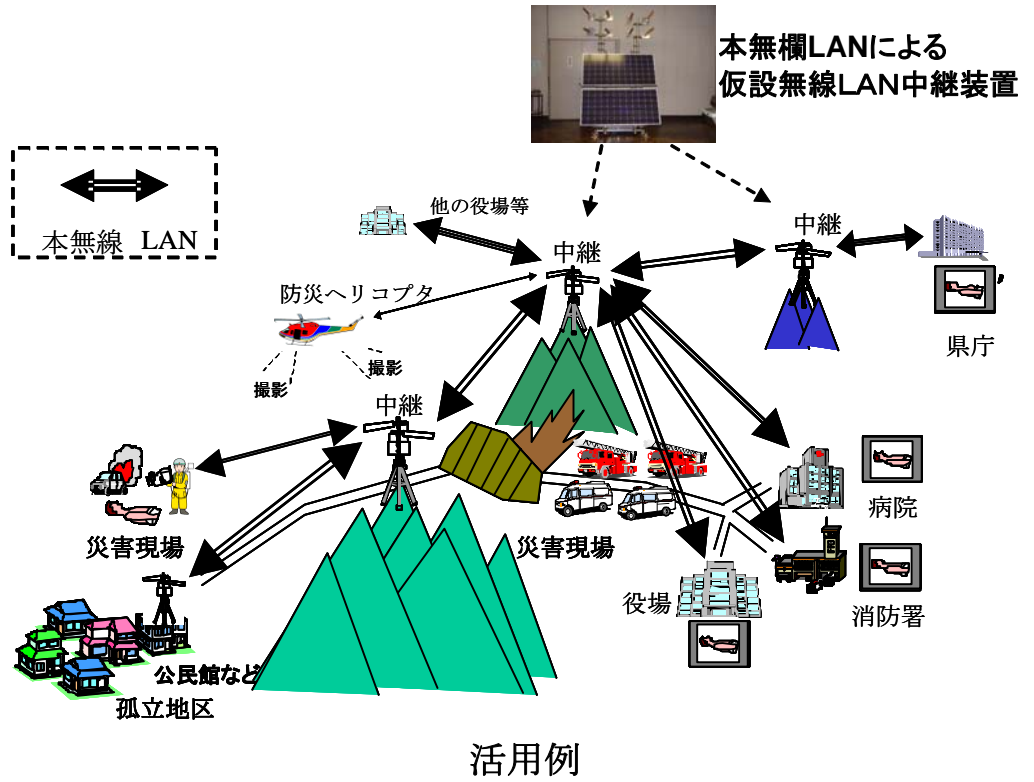 本無欄LANによる
仮設無線LAN中継装置
本無線 LAN
他の役場等
中継
中継
防災ヘリコプタ
県庁
撮影
撮影
中継
病院
災害現場
災害現場
役場
消防署
公民館など
孤立地区
活用例